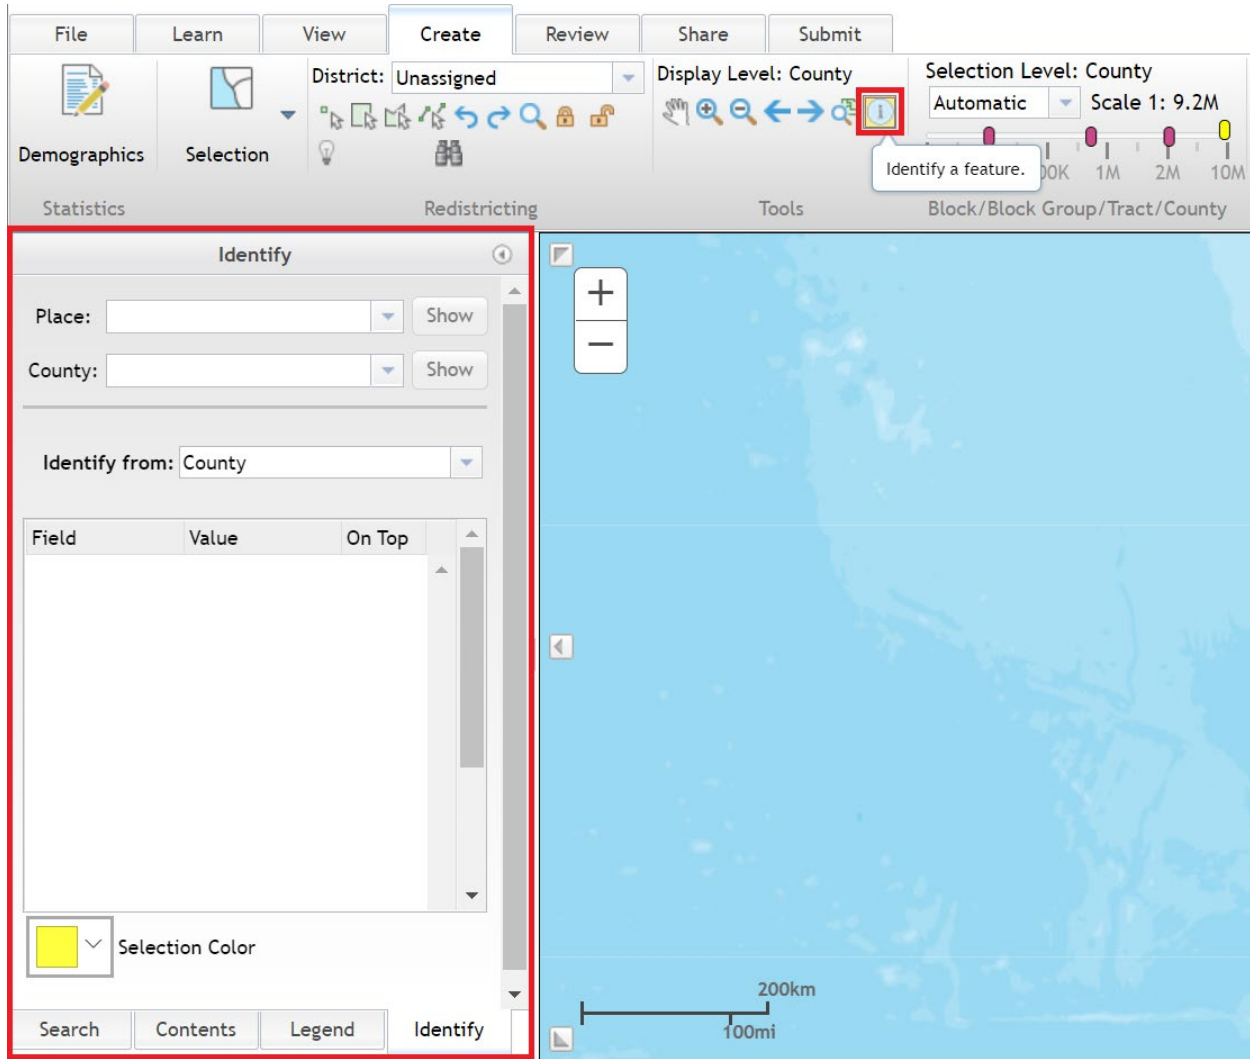 File Learn View Create Review Share Submit
District: Unassigned
Display Level: County
Selection Level: County
Automatic Scale 1: 9.2M
Demographics Selection
Identify a feature.
00K 1M 2M 10M
Statistics Redistricting Tools Block/Block Group/Tract/County
Identify
Place: Show
County: Show
Identify from: County
Field Value On Top
Selection Color
Search Contents Legend Identify
+
−
200km
100mi